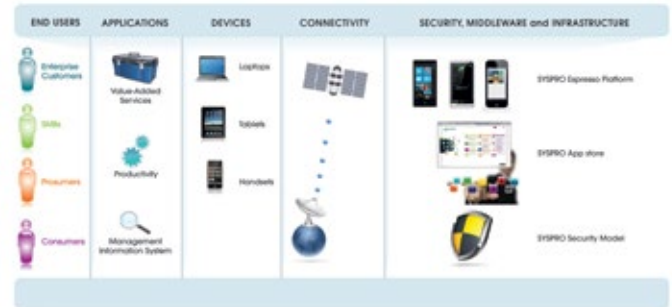 END USERS
APPLICATIONS
DEVICES
CONNECTIVITY
SECURITY, MIDDLEWARE and INFRASTRUCTURE
Enterprise
Customers
SMBs
Prosumers
Consumers
Value-Added
Services
Productivity
Management
Information System
Laptops
Tablets
Handsets
SYSPRO Espresso Platform
SYSPRO App store
SYSPRO Security Model